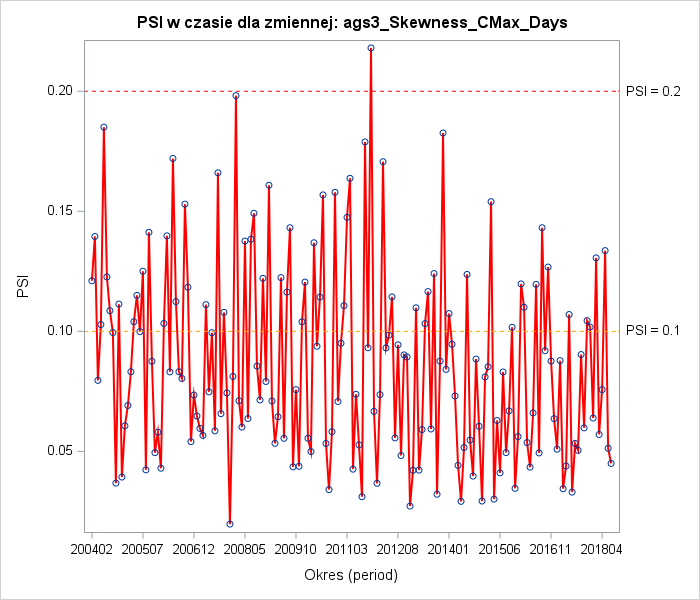 PSI w czasie dla zmiennej: ags3_Skewness_CMax_Days
0.20
PSI = 0.2
0.15
PSI
0.10
PSI = 0.1
0.05
200402 200507 200612 200805 200910 201103 201208 201401 201506 201611 201804
Okres (period)